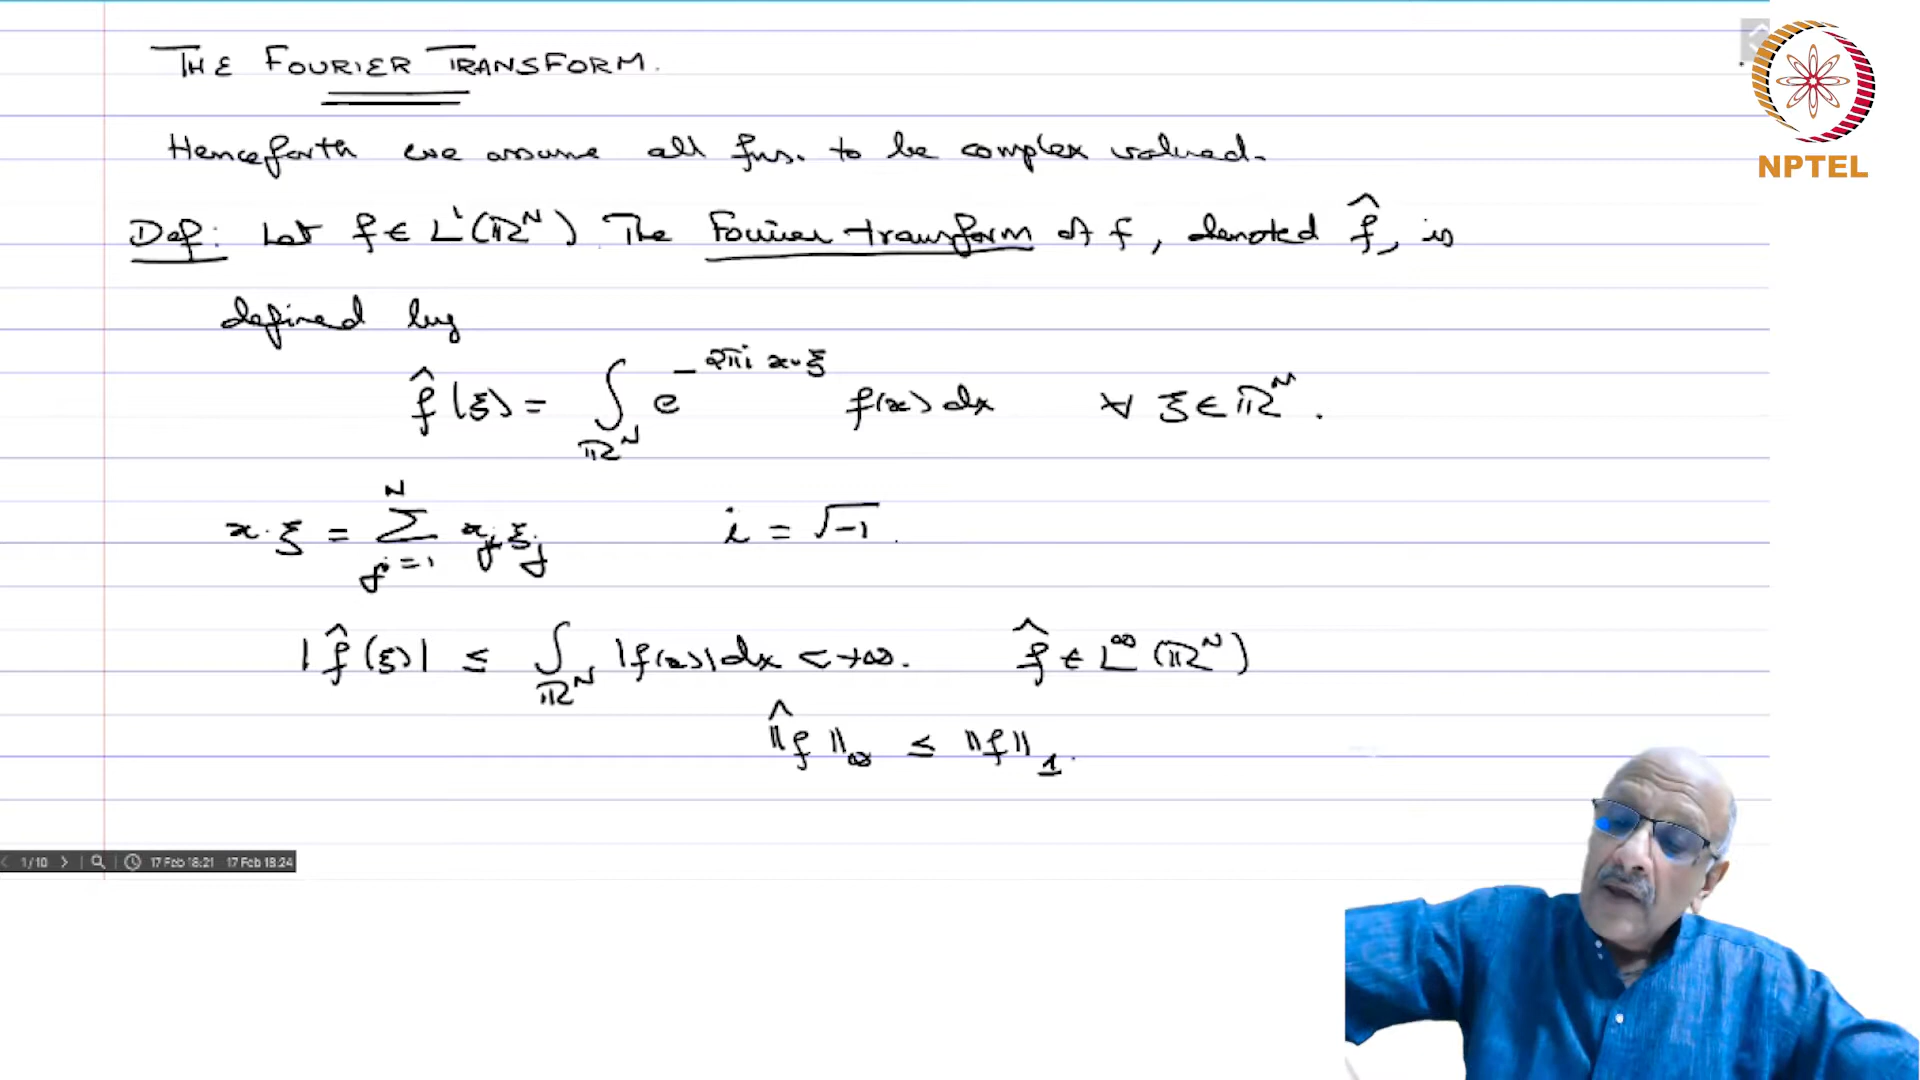 THE FOURIER TRANSFORM.
Henceforth we assume all fns. to be complex valued.
Def: Let f ∈ L¹(ℝᴺ). The Fourier transform of f, denoted f̂, is
defined by
f̂(ξ) = ∫_{ℝᴺ} e^{-2πi x·ξ} f(x) dx ∀ ξ ∈ ℝᴺ.
x·ξ = ∑_{j=1}^{N} x_j ξ_j i = √-1.
|f̂(ξ)| ≤ ∫_{ℝᴺ} |f(x)| dx < +∞. f̂ ∈ L^∞(ℝᴺ)
‖f̂‖_∞ ≤ ‖f‖_1.
NPTEL
1/10 17 Feb 18:21 17 Feb 18:24